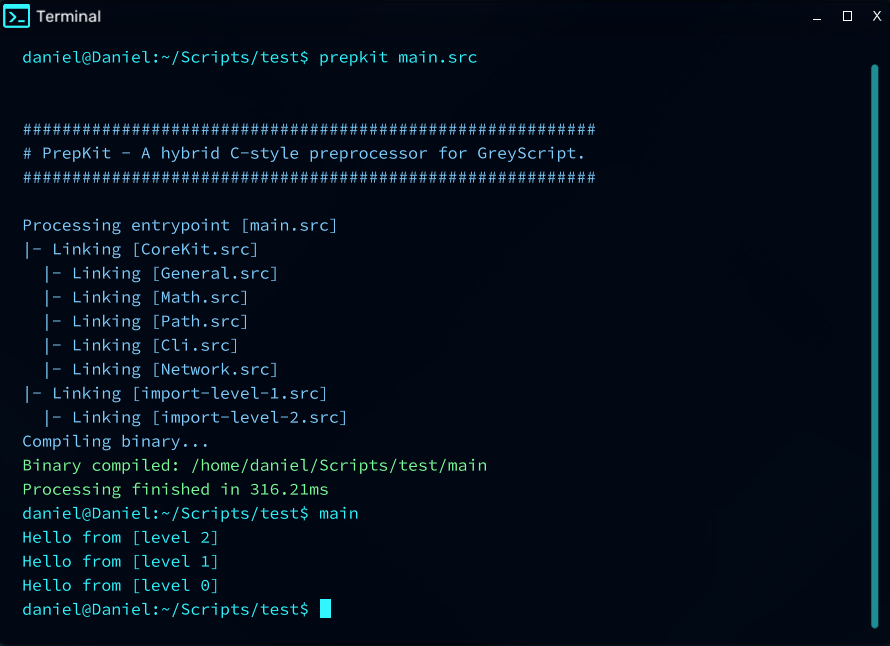 Terminal
daniel@Daniel:~/Scripts/test$ prepkit main.src
##########################################################
# PrepKit - A hybrid C-style preprocessor for GreyScript.
##########################################################
Processing entrypoint [main.src]
|- Linking [CoreKit.src]
  |- Linking [General.src]
  |- Linking [Math.src]
  |- Linking [Path.src]
  |- Linking [Cli.src]
  |- Linking [Network.src]
|- Linking [import-level-1.src]
  |- Linking [import-level-2.src]
Compiling binary...
Binary compiled: /home/daniel/Scripts/test/main
Processing finished in 316.21ms
daniel@Daniel:~/Scripts/test$ main
Hello from [level 2]
Hello from [level 1]
Hello from [level 0]
daniel@Daniel:~/Scripts/test$